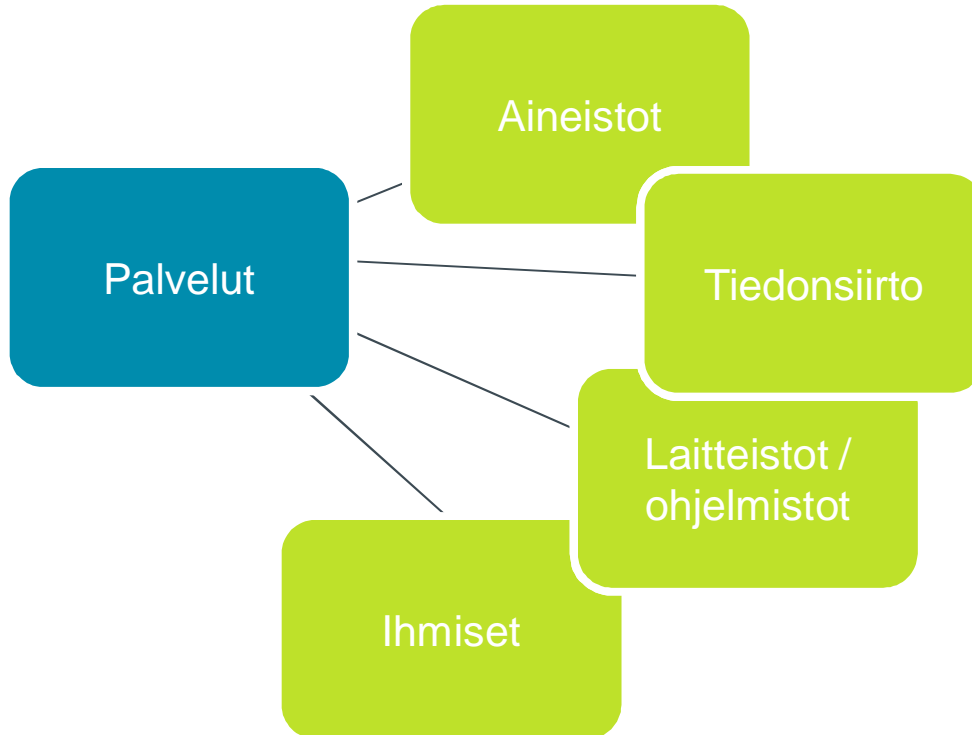 Aineistot
Palvelut
Tiedonsiirto
Laitteistot /
ohjelmistot
Ihmiset